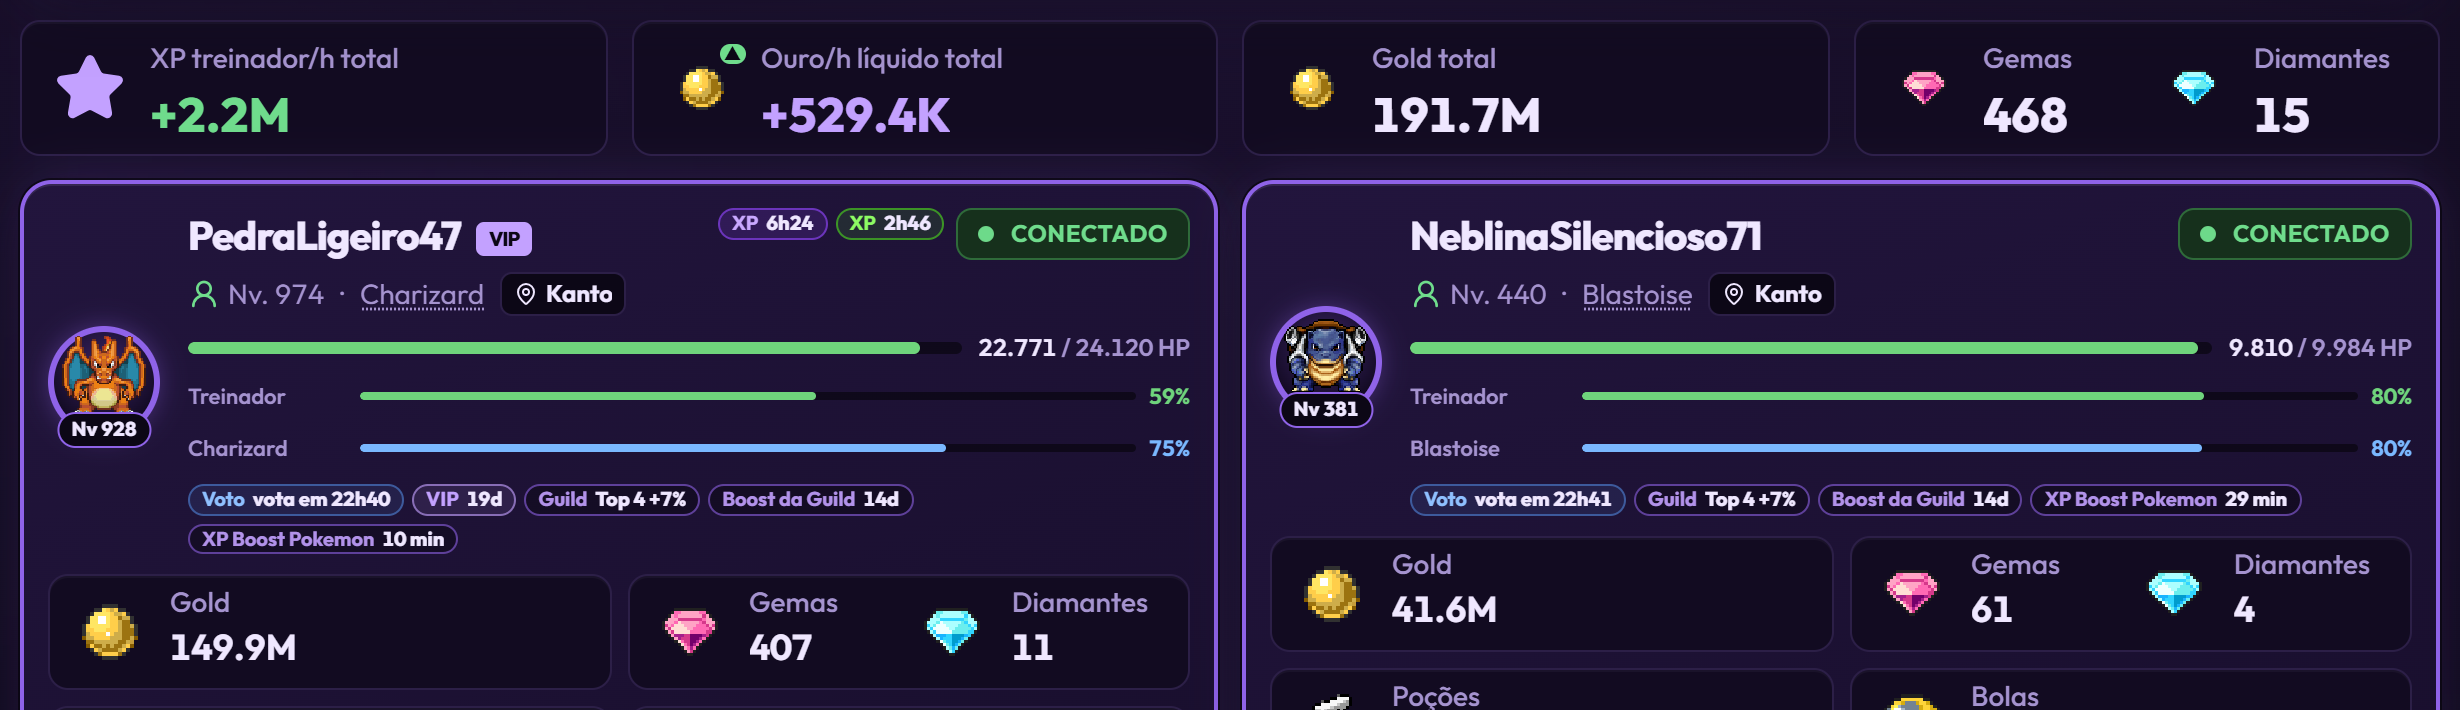 XP treinador/h total
+2.2M
Ouro/h líquido total
+529.4K
Gold total
191.7M
Gemas
468
Diamantes
15
PedraLigeiro47 VIP
XP 6h24
XP 2h46
CONECTADO
Nv. 974 · Charizard Kanto
22.771 / 24.120 HP
Nv 928
Treinador 59%
Charizard 75%
Voto vota em 22h40 VIP 19d Guild Top 4 +7% Boost da Guild 14d
XP Boost Pokemon 10 min
Gold
149.9M
Gemas
407
Diamantes
11
NeblinaSilencioso71
CONECTADO
Nv. 440 · Blastoise Kanto
9.810 / 9.984 HP
Nv 381
Treinador 80%
Blastoise 80%
Voto vota em 22h41 Guild Top 4 +7% Boost da Guild 14d XP Boost Pokemon 29 min
Gold
41.6M
Gemas
61
Diamantes
4
Poções
Bolas